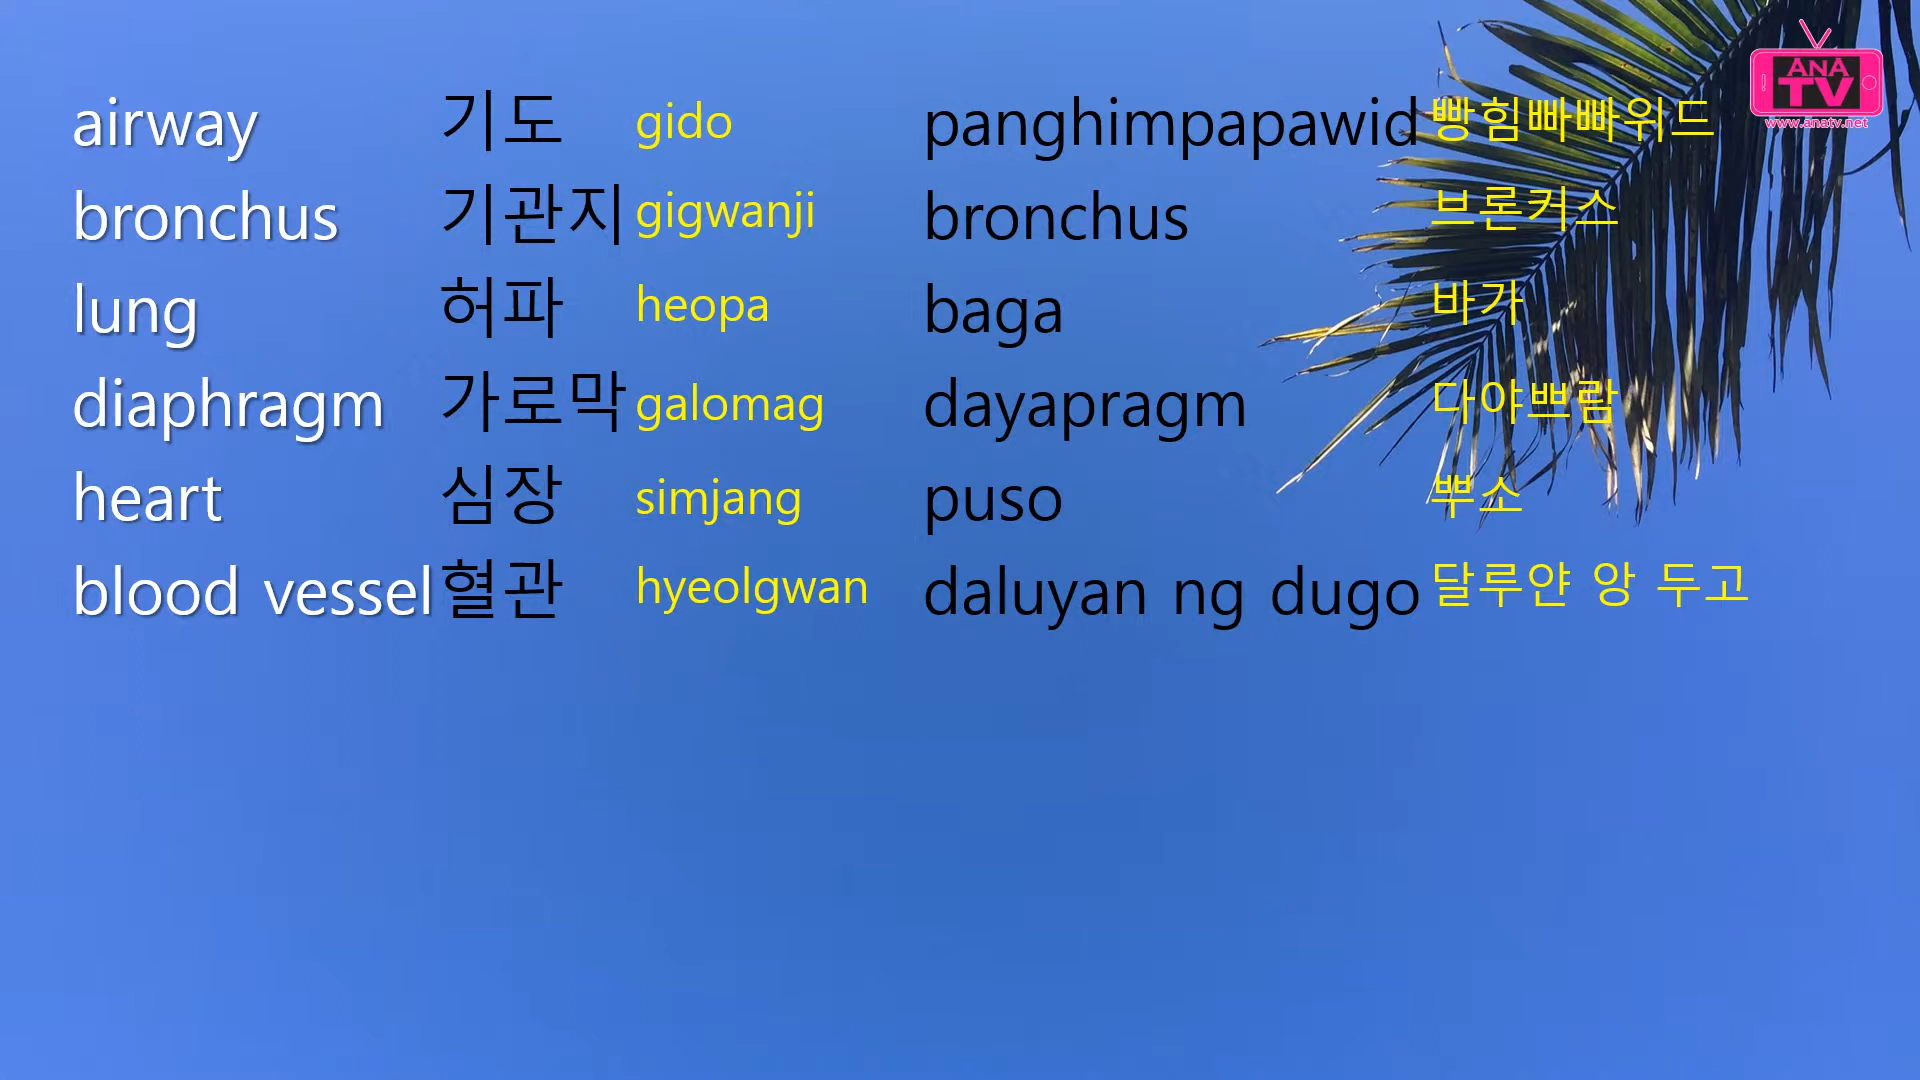 ANA
TV
www.anatv.net
airway 기도 gido panghimpapawid 빵힘빠빠위드
bronchus 기관지 gigwanji bronchus 브론커스
lung 허파 heopa baga 바가
diaphragm 가로막 galomag dayapragm 다야쁘람
heart 심장 simjang puso 뿌소
blood vessel 혈관 hyeolgwan daluyan ng dugo 달루얀 앙 두고